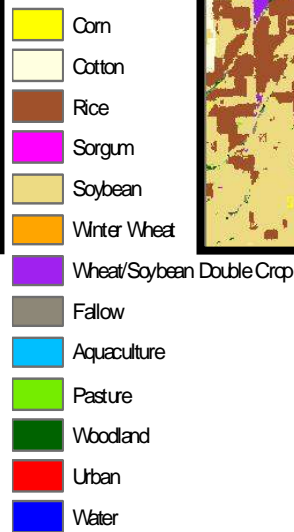 Corn
Cotton
Rice
Sorgum
Soybean
Winter Wheat
Wheat/Soybean Double Crop
Fallow
Aquaculture
Pasture
Woodland
Urban
Water